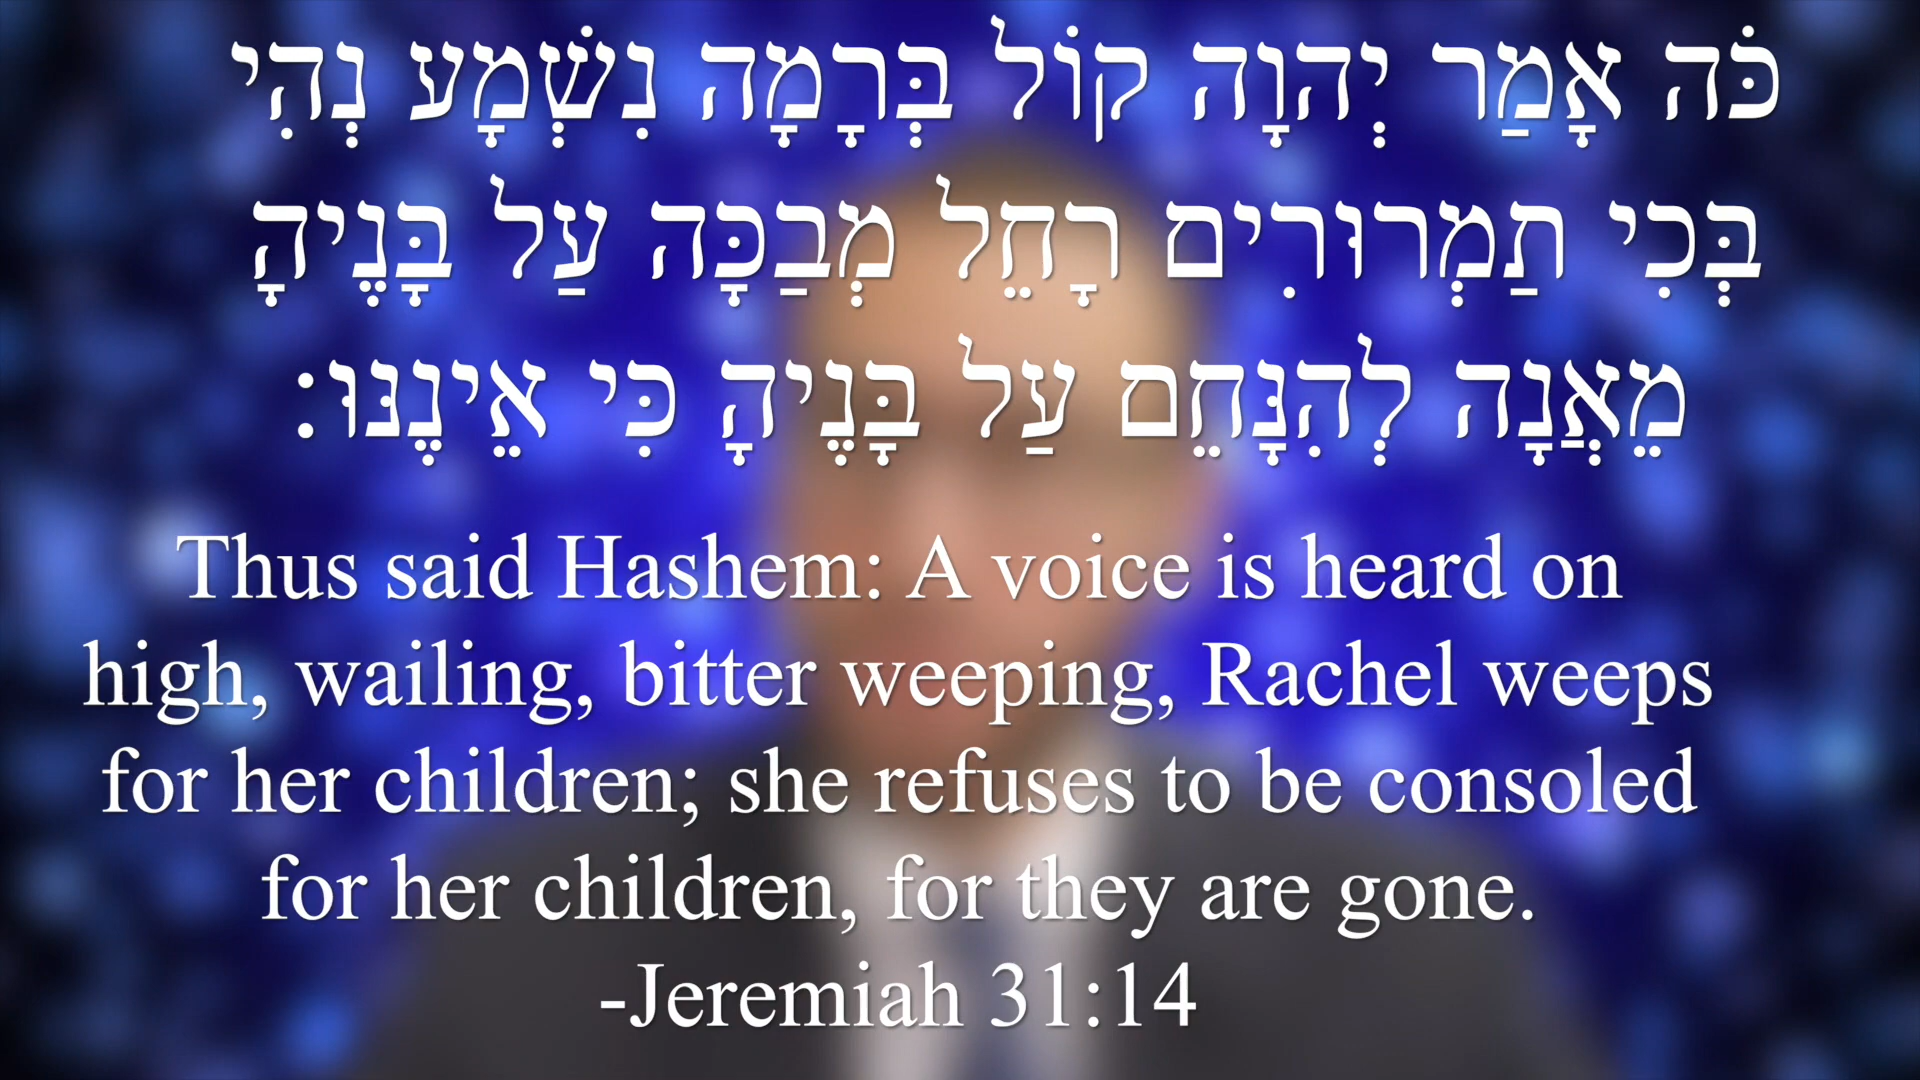 כֹּה אָמַר יְהוָה קוֹל בְּרָמָה נִשְׁמָע נְהִי
בְּכִי תַמְרוּרִים רָחֵל מְבַכָּה עַל בָּנֶיהָ
מֵאֲנָה לְהִנָּחֵם עַל בָּנֶיהָ כִּי אֵינֶנּוּ:
Thus said Hashem: A voice is heard on
high, wailing, bitter weeping, Rachel weeps
for her children; she refuses to be consoled
for her children, for they are gone.
-Jeremiah 31:14